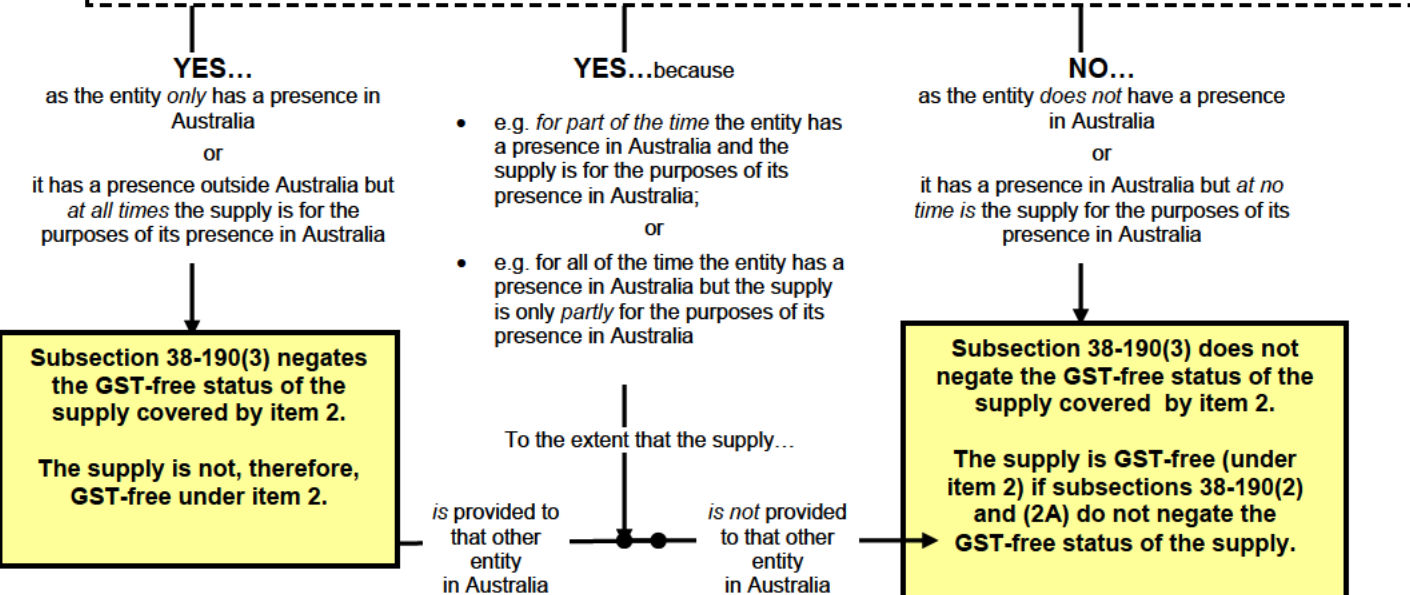 YES…
as the entity only has a presence in
Australia
or
it has a presence outside Australia but
at all times the supply is for the
purposes of its presence in Australia
Subsection 38-190(3) negates
the GST-free status of the
supply covered by item 2.
The supply is not, therefore,
GST-free under item 2.
YES…because
• e.g. for part of the time the entity has
a presence in Australia and the
supply is for the purposes of its
presence in Australia;
or
• e.g. for all of the time the entity has a
presence in Australia but the supply
is only partly for the purposes of its
presence in Australia
To the extent that the supply…
is provided to
that other
entity
in Australia
is not provided
to that other
entity
in Australia
NO…
as the entity does not have a presence
in Australia
or
it has a presence in Australia but at no
time is the supply for the purposes of its
presence in Australia
Subsection 38-190(3) does not
negate the GST-free status of the
supply covered by item 2.
The supply is GST-free (under
item 2) if subsections 38-190(2)
and (2A) do not negate the
GST-free status of the supply.